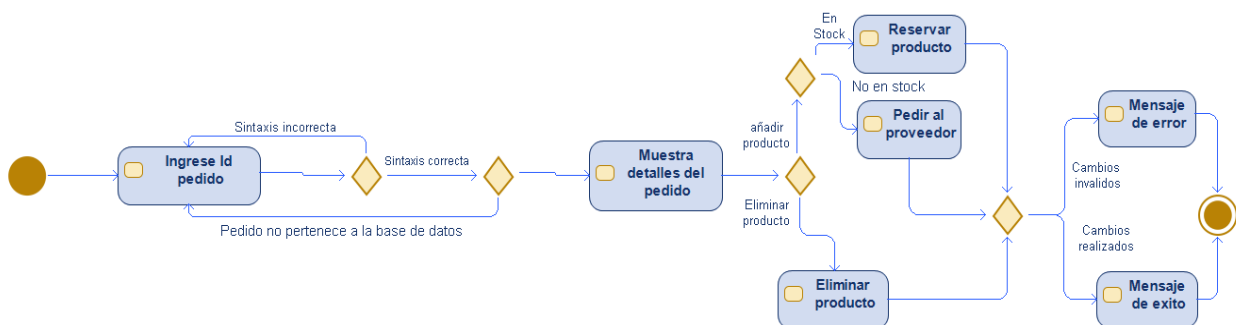 Sintaxis incorrecta
Ingrese Id
pedido
Sintaxis correcta
Pedido no pertenece a la base de datos
Muestra
detalles del
pedido
añadir
producto
Eliminar
producto
En
Stock
Reservar
producto
No en stock
Pedir al
proveedor
Eliminar
producto
Cambios
invalidos
Cambios
realizados
Mensaje
de error
Mensaje
de exito